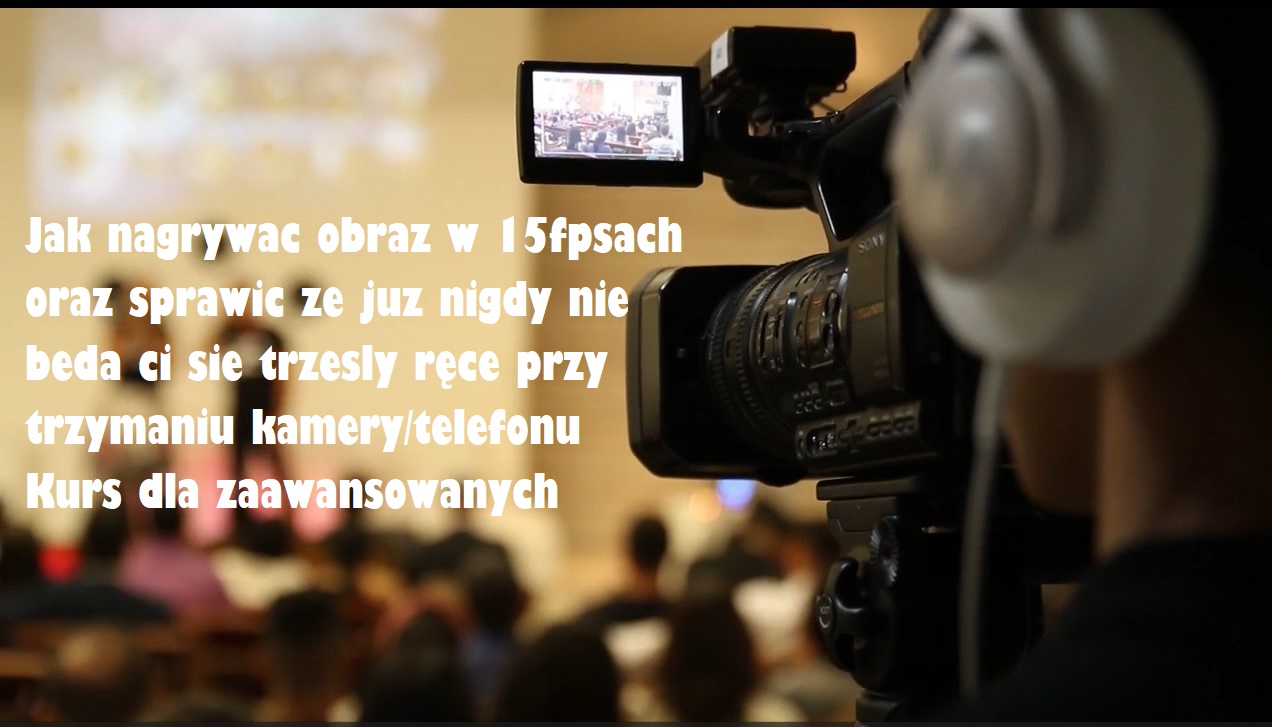 Jak nagrywac obraz w 15fpsach
oraz sprawic ze juz nigdy nie
beda ci sie trzesly ręce przy
trzymaniu kamery/telefonu
Kurs dla zaawansowanych
SONY